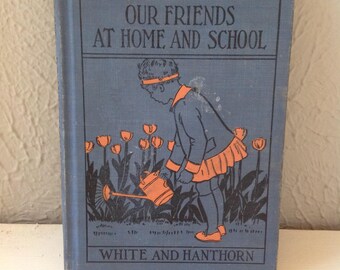 OUR FRIENDS
AT HOME AND SCHOOL
WHITE AND HANTHORN